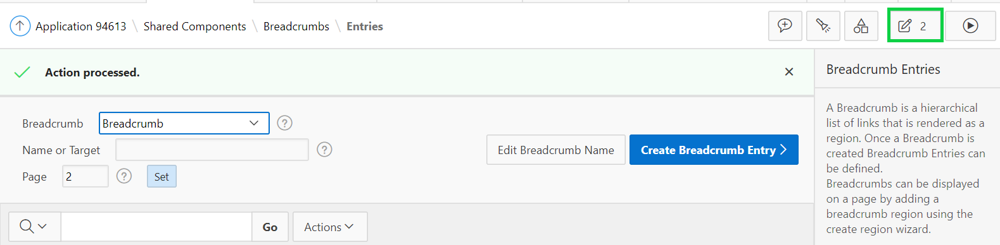 Application 94613 \ Shared Components \ Breadcrumbs \ Entries
2
Action processed.
Breadcrumb Breadcrumb
Name or Target
Page 2 Set
Edit Breadcrumb Name
Create Breadcrumb Entry
Go
Actions
Breadcrumb Entries
A Breadcrumb is a hierarchical
list of links that is rendered as a
region. Once a Breadcrumb is
created Breadcrumb Entries can
be defined.
Breadcrumbs can be displayed
on a page by adding a
breadcrumb region using the
create region wizard.